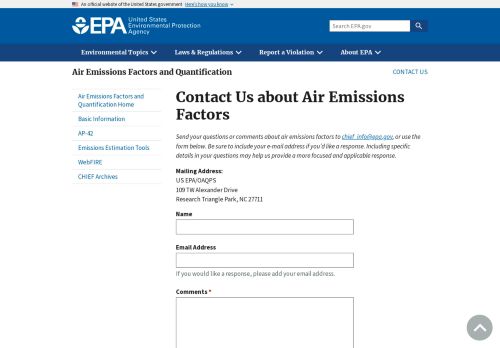 An official website of the United States government Here's how you know
EPA United States
Environmental Protection
Agency
Search EPA.gov
Environmental Topics
Laws & Regulations
Report a Violation
About EPA
Air Emissions Factors and Quantification
CONTACT US
Air Emissions Factors and
Quantification Home
Basic Information
AP-42
Emissions Estimation Tools
WebFIRE
CHIEF Archives
Contact Us about Air Emissions
Factors
Send your questions or comments about air emissions factors to chief_info@epa.gov, or use the
form below. Be sure to include your e-mail address if you'd like a response. Including specific
details in your questions may help us provide a more focused and applicable response.
Mailing Address:
US EPA/OAQPS
109 TW Alexander Drive
Research Triangle Park, NC 27711
Name
Email Address
If you would like a response, please add your email address.
Comments *